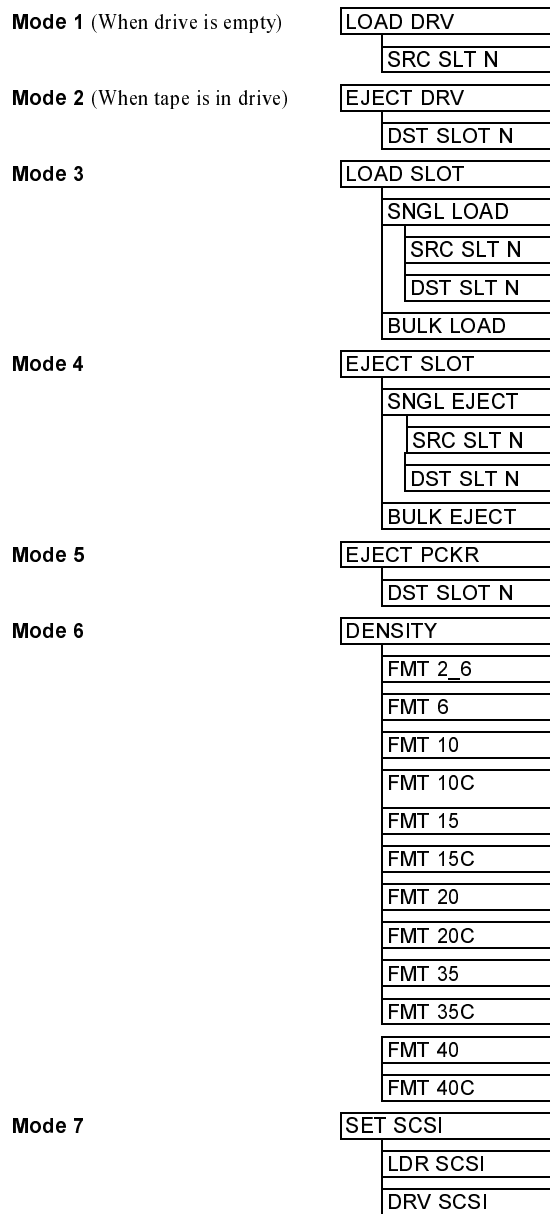 Mode 1 (When drive is empty) LOAD DRV
SRC SLT N
Mode 2 (When tape is in drive) EJECT DRV
DST SLOT N
Mode 3 LOAD SLOT
SNGL LOAD
SRC SLT N
DST SLT N
BULK LOAD
Mode 4 EJECT SLOT
SNGL EJECT
SRC SLT N
DST SLT N
BULK EJECT
Mode 5 EJECT PCKR
DST SLOT N
Mode 6 DENSITY
FMT 2_6
FMT 6
FMT 10
FMT 10C
FMT 15
FMT 15C
FMT 20
FMT 20C
FMT 35
FMT 35C
FMT 40
FMT 40C
Mode 7 SET SCSI
LDR SCSI
DRV SCSI